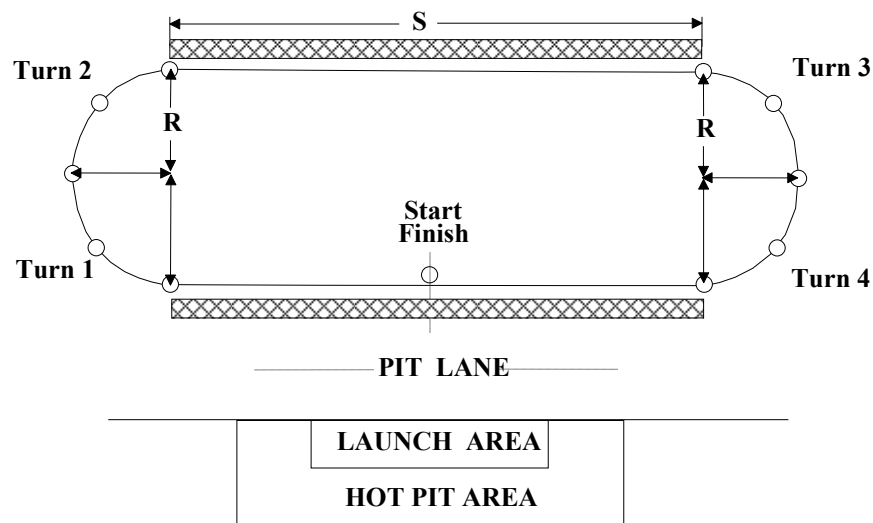 S
Turn 2
Turn 3
R
R
Start
Finish
Turn 1
Turn 4
PIT LANE
LAUNCH AREA
HOT PIT AREA